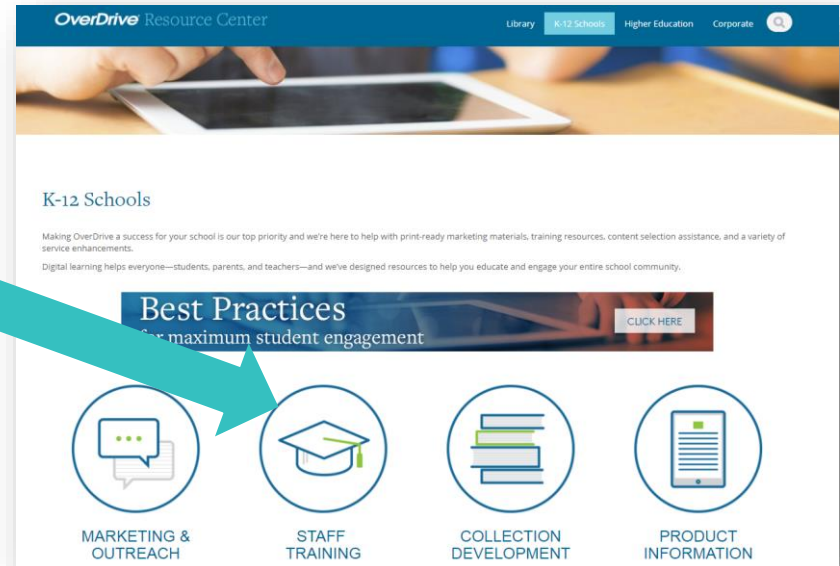 OverDrive Resource Center
Library K-12 Schools Higher Education Corporate
K-12 Schools
Making OverDrive a success for your school is our top priority and we're here to help with print-ready marketing materials, training resources, content selection assistance, and a variety of
service enhancements.
Digital learning helps everyone—students, parents, and teachers—and we've designed resources to help you educate and engage your entire school community.
Best Practices
for maximum student engagement
CLICK HERE
MARKETING &
OUTREACH
STAFF
TRAINING
COLLECTION
DEVELOPMENT
PRODUCT
INFORMATION